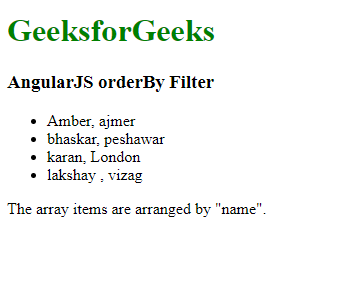 GeeksforGeeks
AngularJS orderBy Filter
Amber, ajmer
bhaskar, peshawar
karan, London
lakshay , vizag
The array items are arranged by "name".